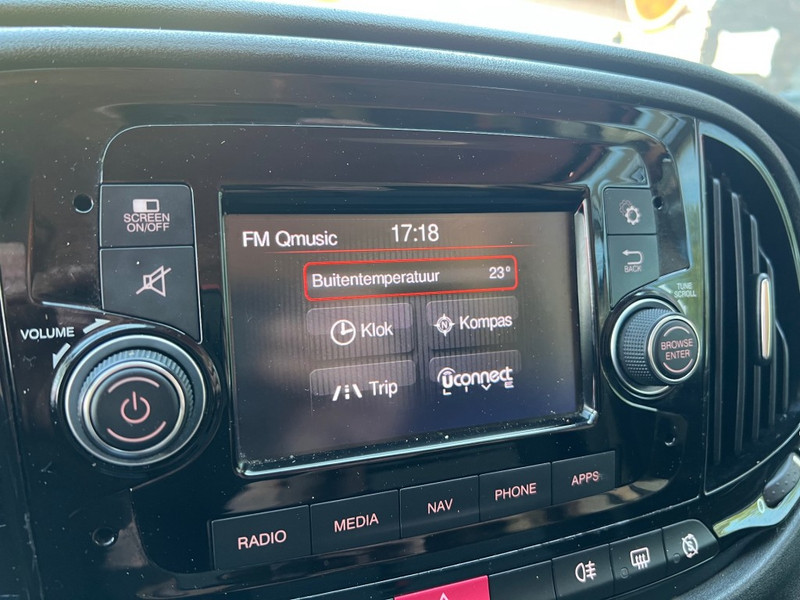 SCREEN
ON/OFF
VOLUME
FM Qmusic 17:18
Buitentemperatuur 23°
Klok
N Kompas
Trip
Uconnect
LIVE
BACK
TUNE
SCROLL
BROWSE
ENTER
RADIO
MEDIA
NAV
PHONE
APPS
0